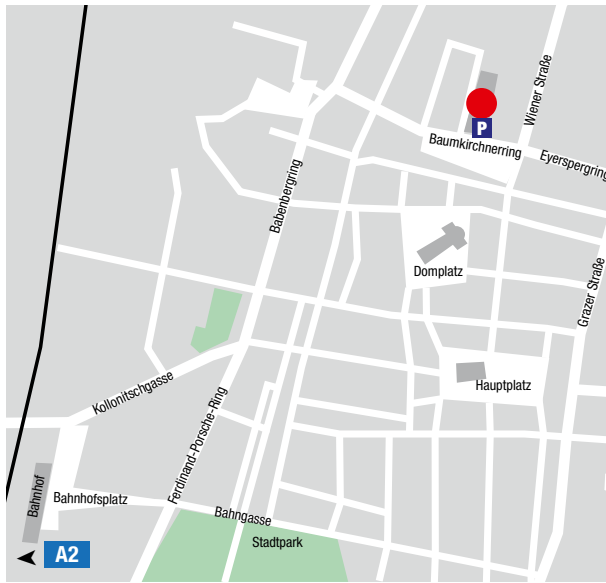 Wiener Straße
P
Baumkirchnerring
Eyerspergring
Babenbergring
Domplatz
Grazer Straße
Hauptplatz
Kollonitschgasse
Ferdinand-Porsche-Ring
Bahnhof
Bahnhofsplatz
Bahngasse
Stadtpark
A2